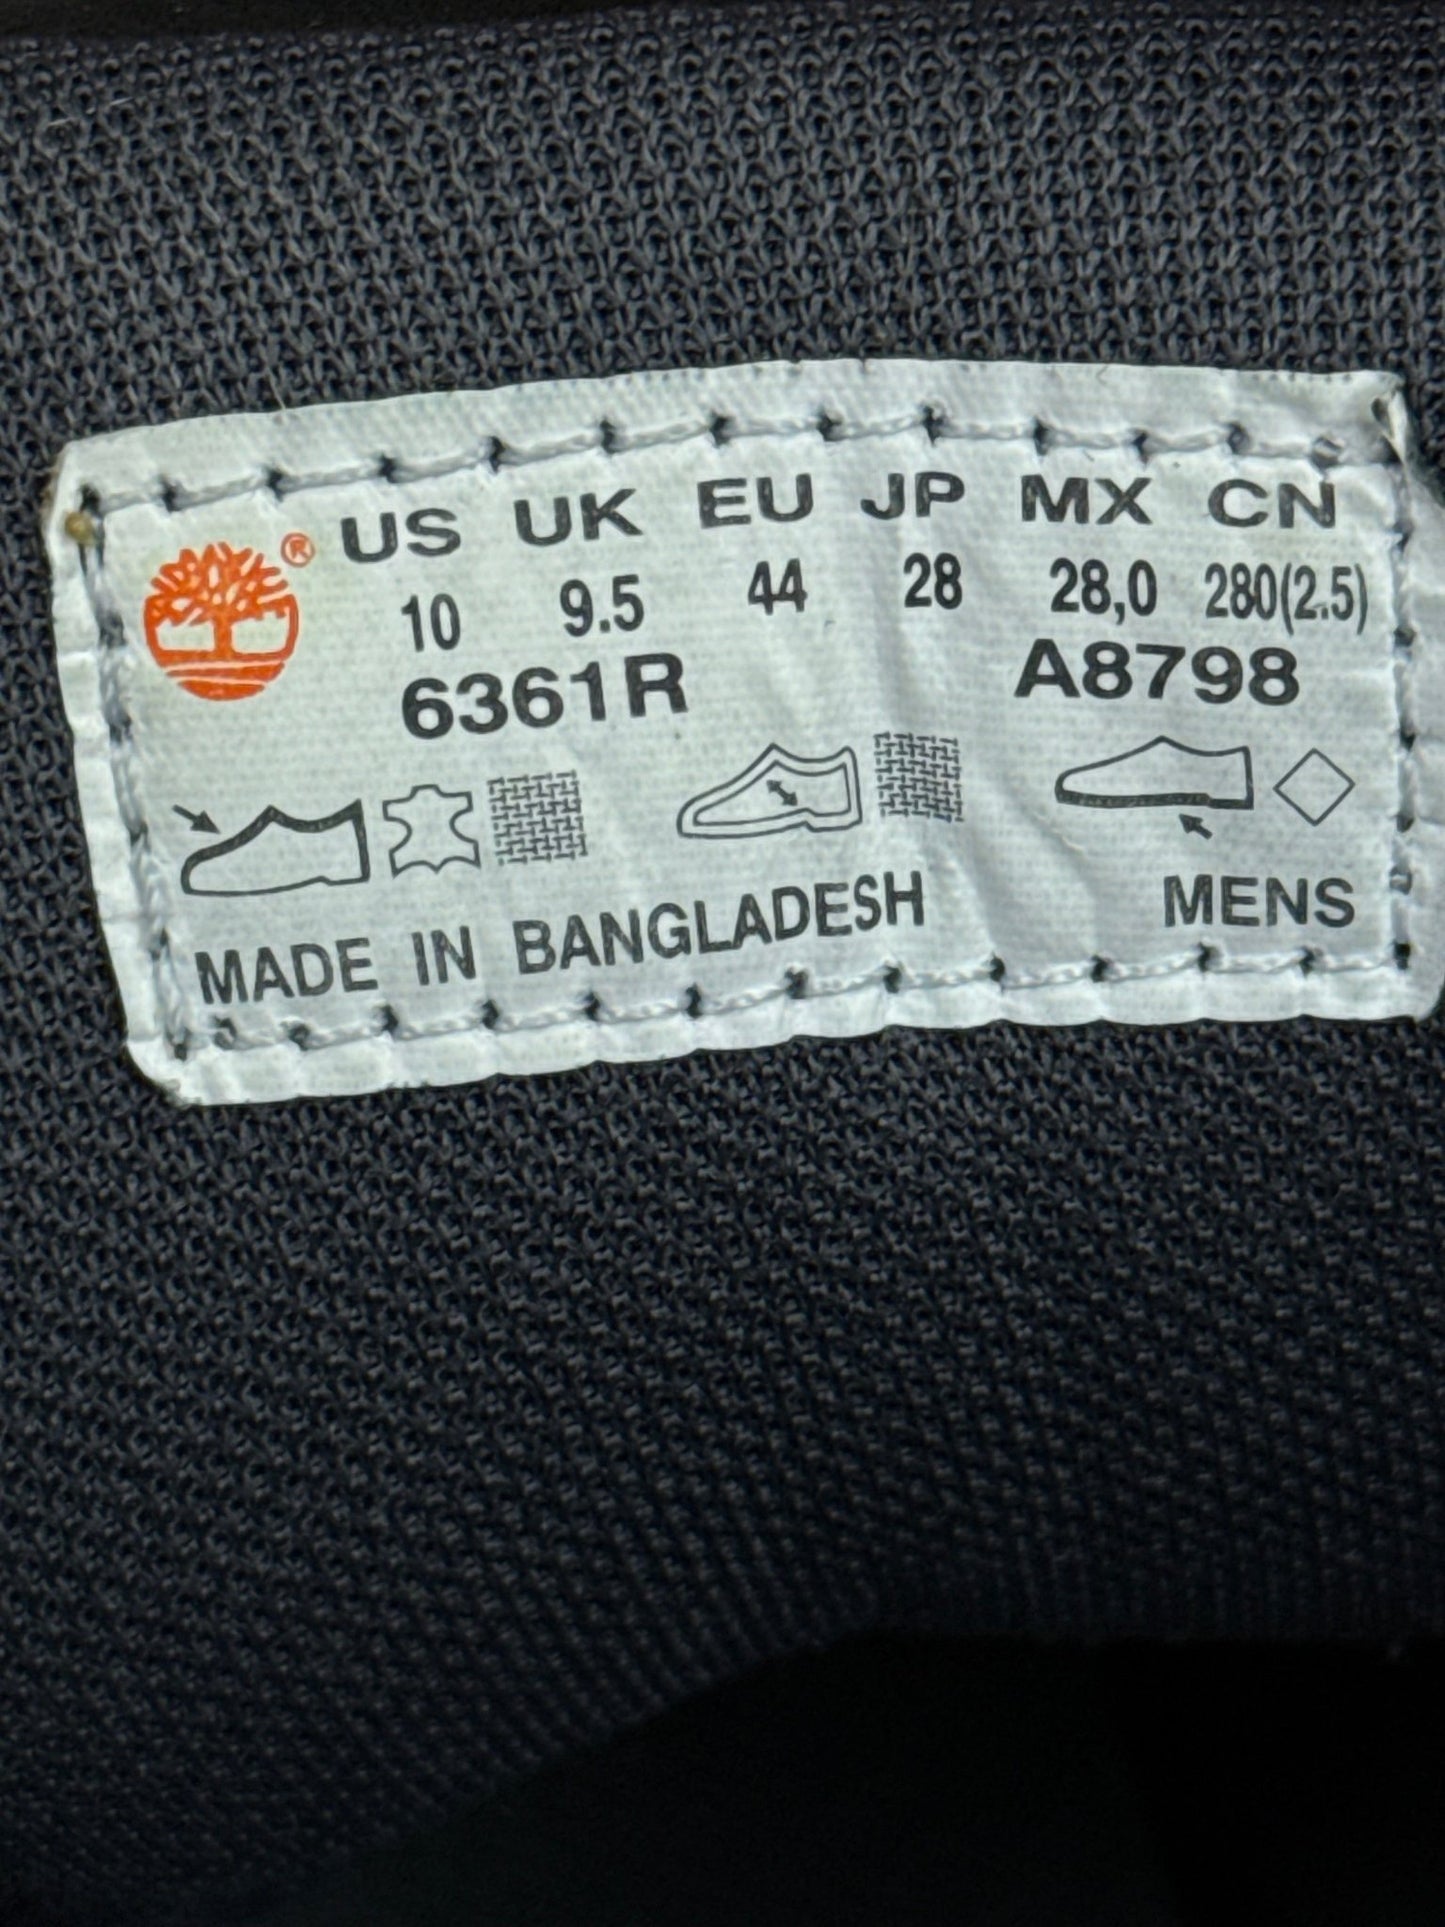 ® US UK EU JP MX CN
10 9.5 44 28 28,0 280(2.5)
6361R A8798
MADE IN BANGLADESH MENS